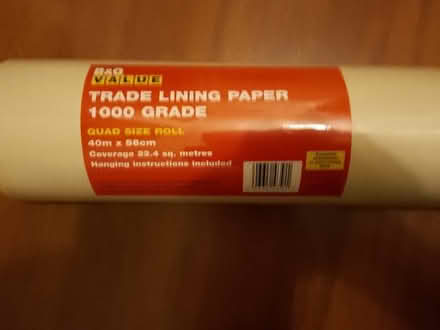 B&Q
VALUE
TRADE LINING PAPER
1000 GRADE
QUAD SIZE ROLL
40m x 56cm
Coverage 22.4 sq. metres
Hanging instructions included